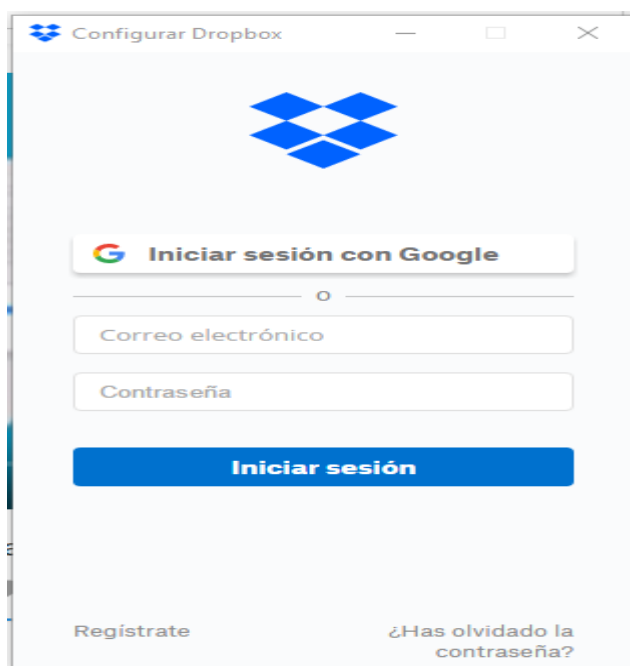 Configurar Dropbox
Iniciar sesión con Google
O
Correo electrónico
Contraseña
Iniciar sesión
Regístrate
¿Has olvidado la
contraseña?